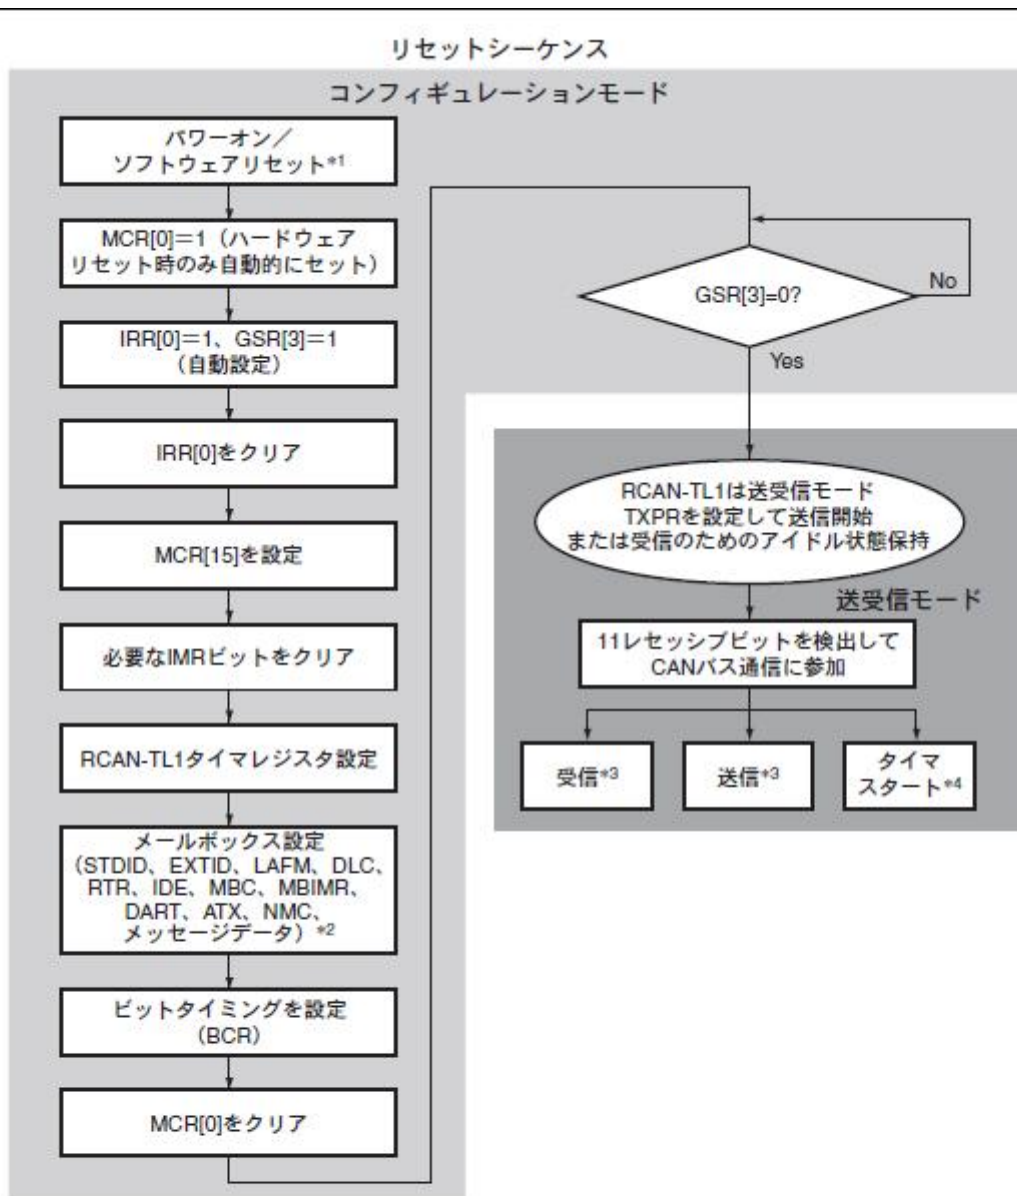 リセットシーケンス
コンフィギュレーションモード
パワーオン／
ソフトウェアリセット*1
MCR[0]＝1（ハードウェア
リセット時のみ自動的にセット）
IRR[0]＝1、GSR[3]＝1
（自動設定）
IRR[0]をクリア
MCR[15]を設定
必要なIMRビットをクリア
RCAN-TL1タイマレジスタ設定
メールボックス設定
（STDID、EXTID、LAFM、DLC、
RTR、IDE、MBC、MBIMR、
DART、ATX、NMC、
メッセージデータ）*2
ビットタイミングを設定
（BCR）
MCR[0]をクリア
GSR[3]=0?
No
Yes
RCAN-TL1は送受信モード
TXPRを設定して送信開始
または受信のためのアイドル状態保持
送受信モード
11レセッシブビットを検出して
CANバス通信に参加
受信*3
送信*3
タイマ
スタート*4